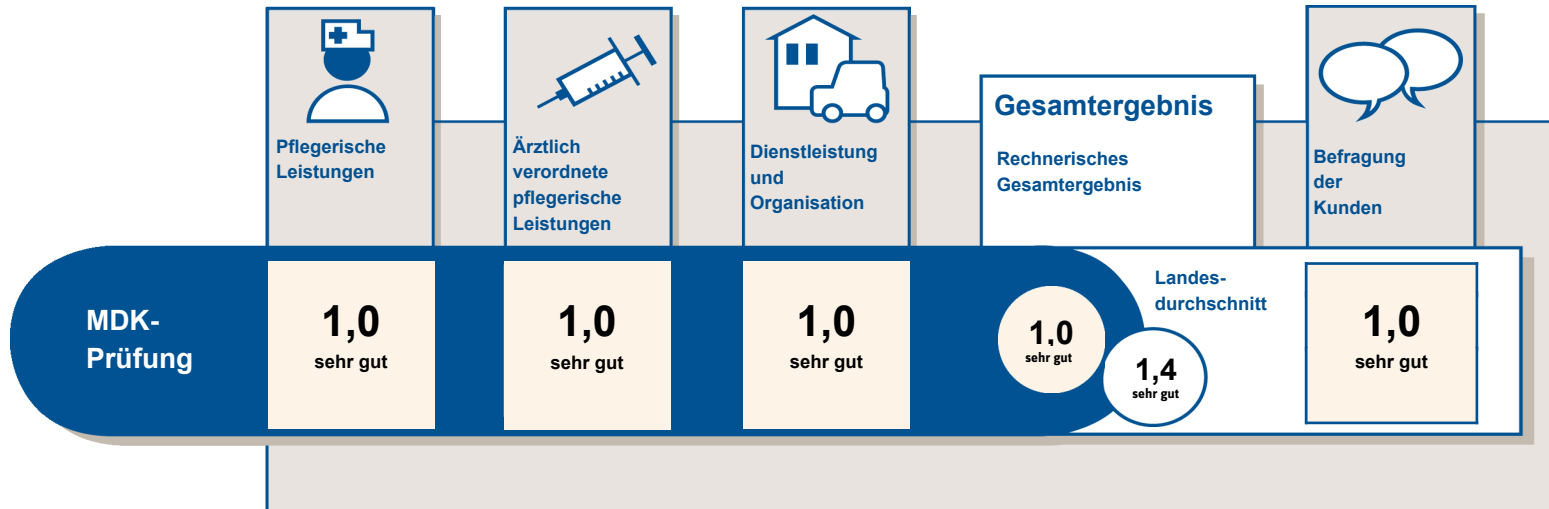 Pflegerische
Leistungen
Ärztlich
verordnete
pflegerische
Leistungen
Dienstleistung
und
Organisation
Gesamtergebnis
Rechnerisches
Gesamtergebnis
Befragung
der
Kunden
MDK-
Prüfung
1,0
sehr gut
1,0
sehr gut
1,0
sehr gut
1,0
sehr gut
Landes-
durchschnitt
1,4
sehr gut
1,0
sehr gut